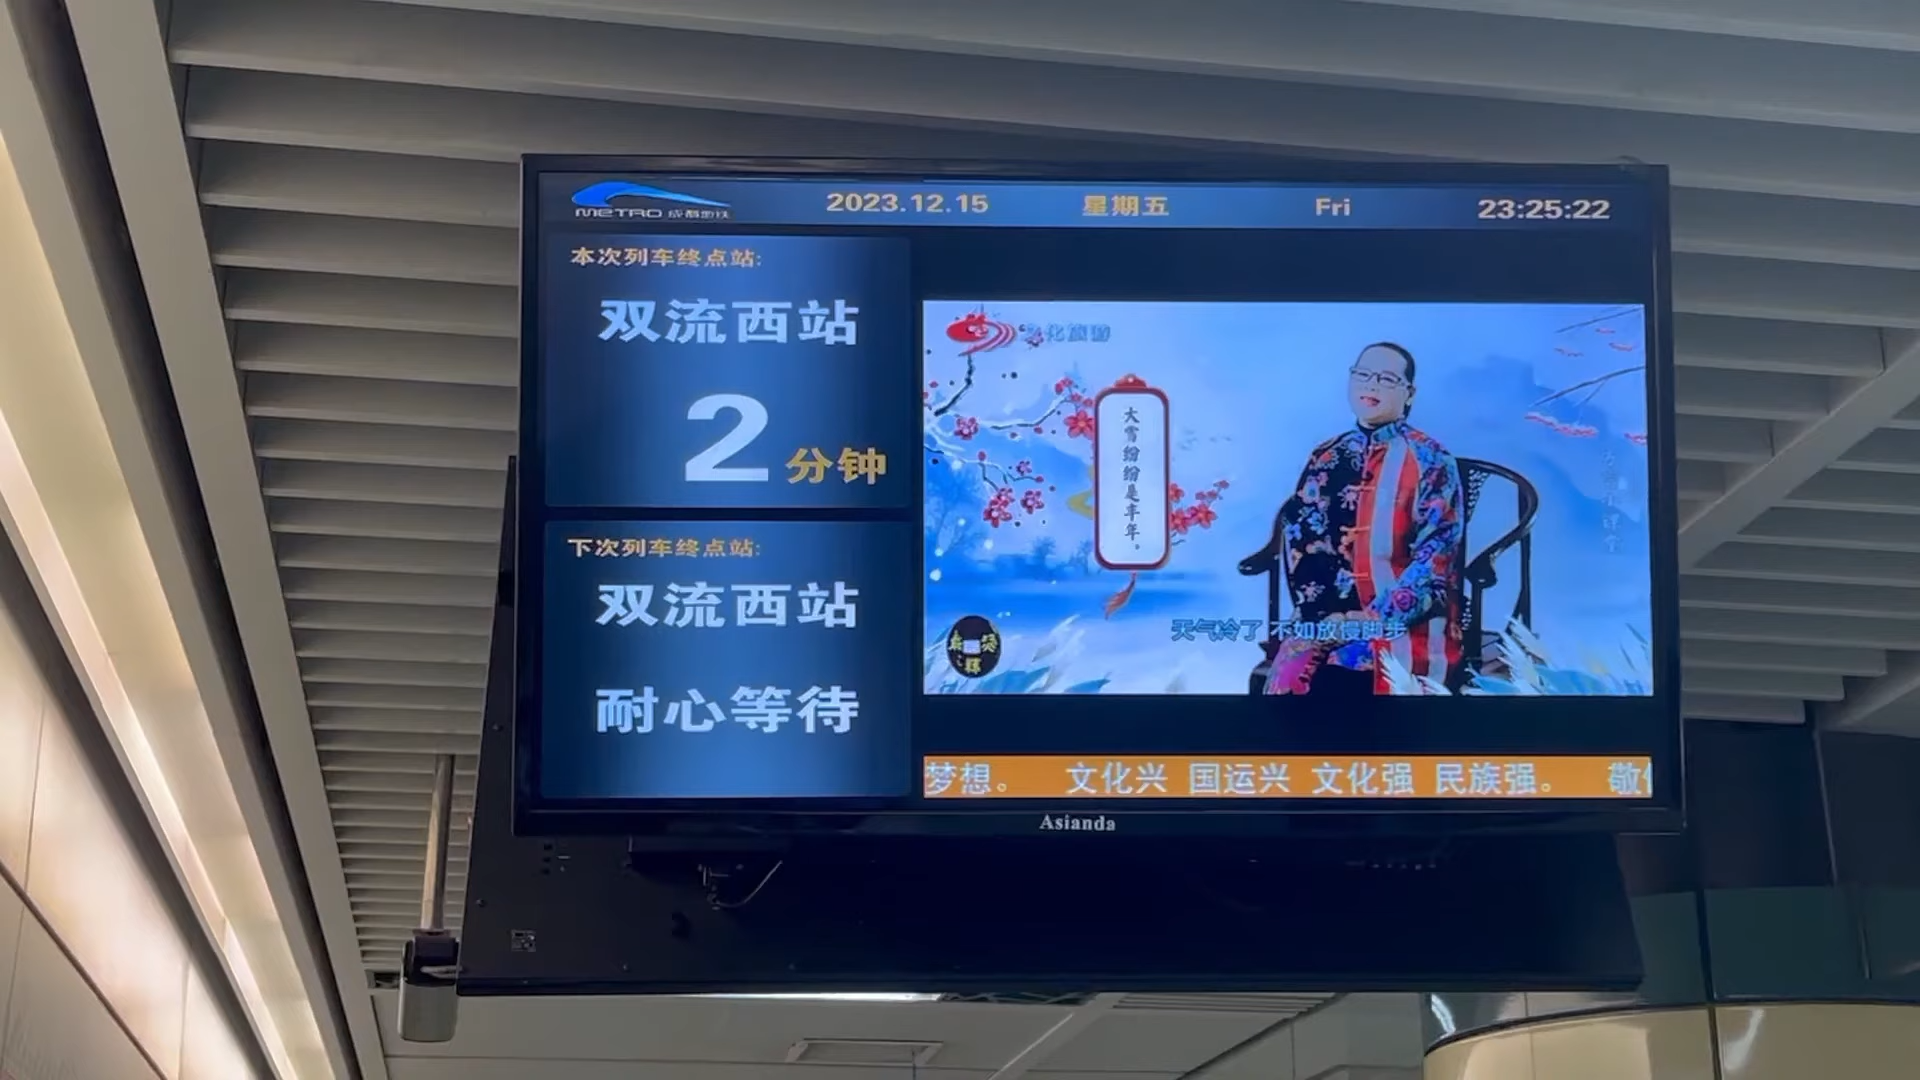 METRO 成都地铁
2023.12.15 星期五 Fri 23:25:22
本次列车终点站:
双流西站
2 分钟
下次列车终点站:
双流西站
耐心等待
文化旅游
大雪纷纷是丰年。
天气冷了 不如放慢脚步
梦想。 文化兴 国运兴 文化强 民族强。 敬
Asianda